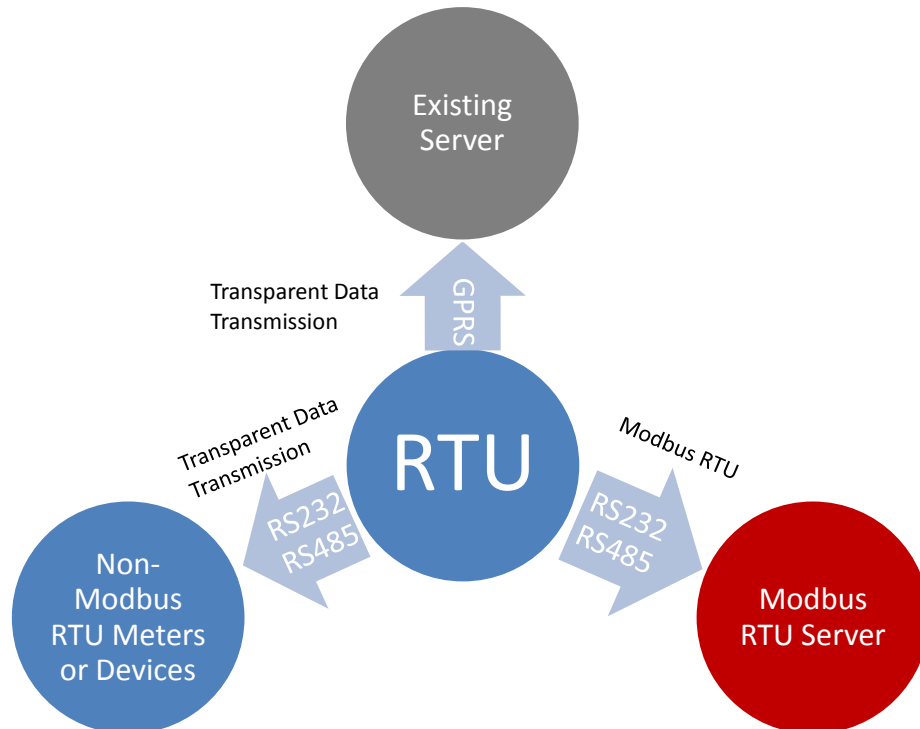 Existing
Server
Transparent Data
Transmission
GPRS
Transparent Data
Transmission
RS232
RS485
RTU
Modbus RTU
RS232
RS485
Non-
Modbus
RTU Meters
or Devices
Modbus
RTU Server